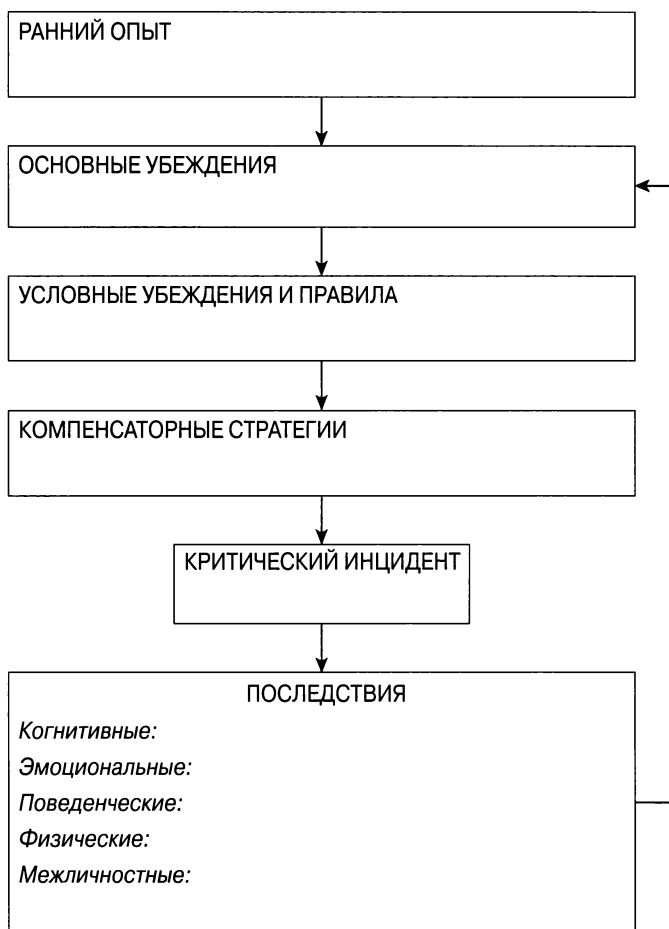 РАННИЙ ОПЫТ
ОСНОВНЫЕ УБЕЖДЕНИЯ
УСЛОВНЫЕ УБЕЖДЕНИЯ И ПРАВИЛА
КОМПЕНСАТОРНЫЕ СТРАТЕГИИ
КРИТИЧЕСКИЙ ИНЦИДЕНТ
ПОСЛЕДСТВИЯ
Когнитивные:
Эмоциональные:
Поведенческие:
Физические:
Межличностные: